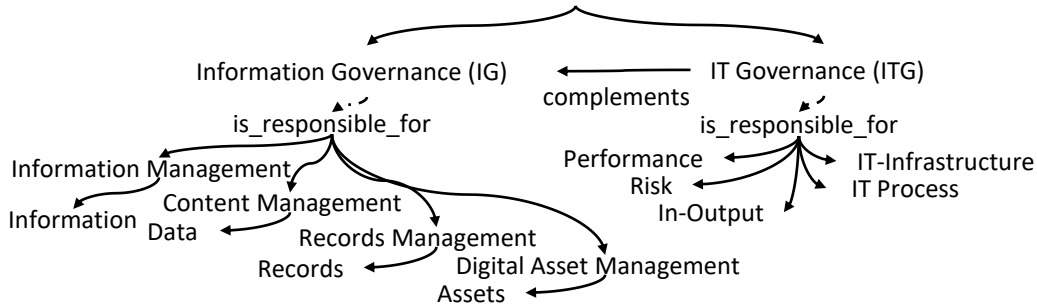 Information Governance (IG)
IT Governance (ITG)
complements
is_responsible_for
is_responsible_for
Information Management
Information
Content Management
Data
Records Management
Records
Digital Asset Management
Assets
Performance
Risk
In-Output
IT-Infrastructure
IT Process